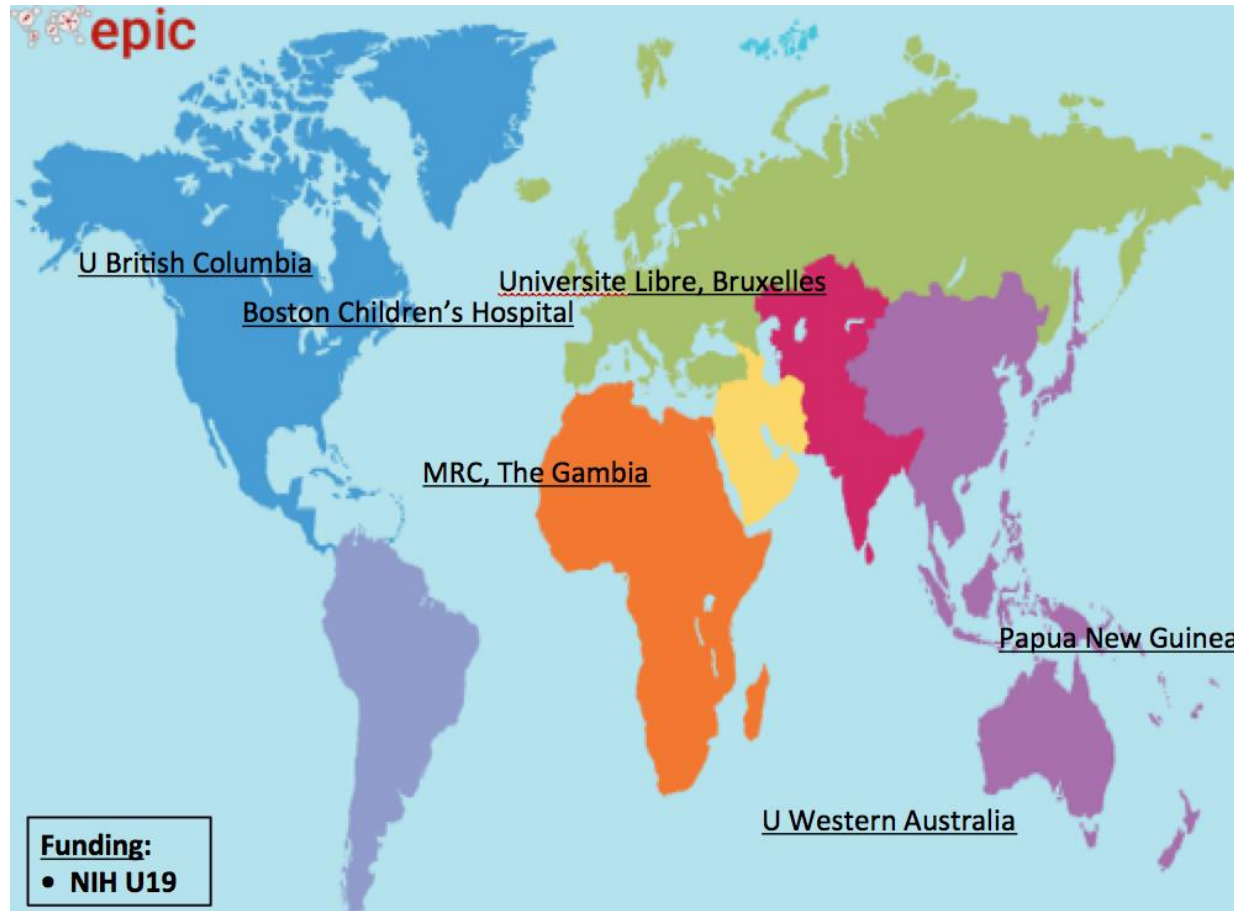 epic
U British Columbia
Universite Libre, Bruxelles
Boston Children's Hospital
MRC, The Gambia
Papua New Guinea
U Western Australia
Funding:
• NIH U19